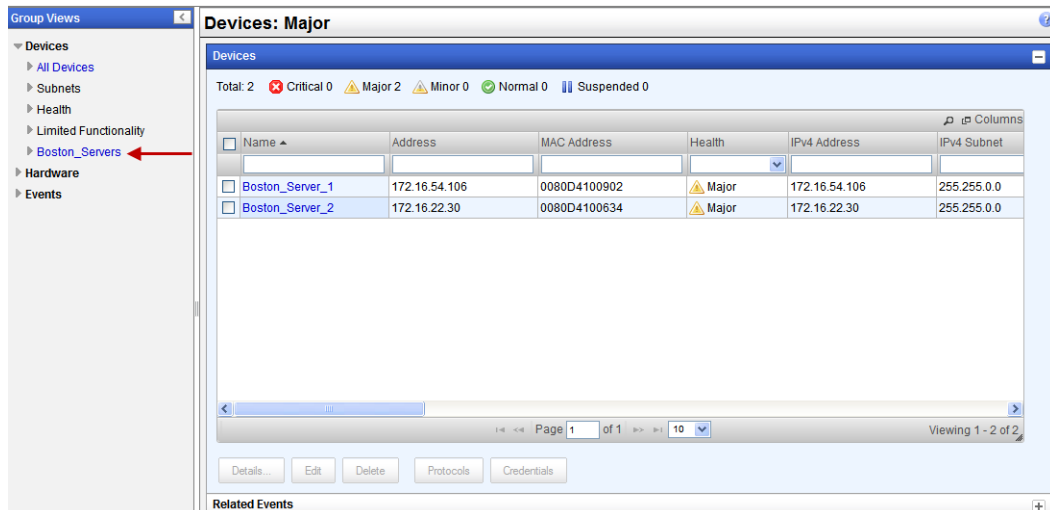 Group Views
Devices
All Devices
Subnets
Health
Limited Functionality
Boston_Servers
Hardware
Events
Devices: Major
Devices
Total: 2 Critical 0 Major 2 Minor 0 Normal 0 Suspended 0
Columns
Name Address MAC Address Health IPv4 Address IPv4 Subnet
Boston_Server_1 172.16.54.106 0080D4100902 Major 172.16.54.106 255.255.0.0
Boston_Server_2 172.16.22.30 0080D4100634 Major 172.16.22.30 255.255.0.0
Page 1 of 1 10 Viewing 1 - 2 of 2
Details... Edit Delete Protocols Credentials
Related Events